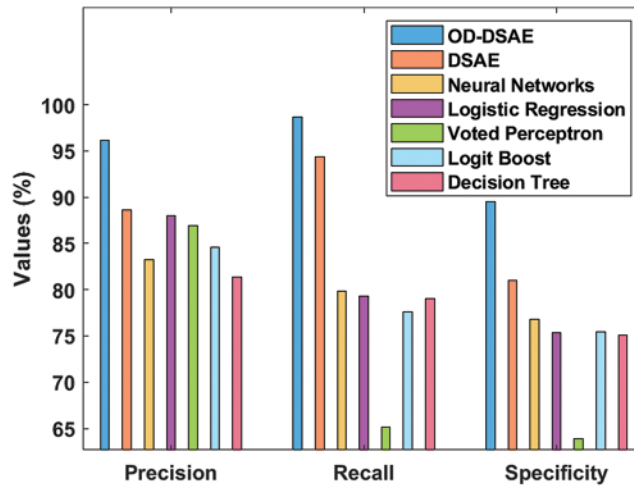 OD-DSAE
DSAE
Neural Networks
Logistic Regression
Voted Perceptron
Logit Boost
Decision Tree
100
95
90
85
80
75
70
65
Values (%)
Precision Recall Specificity